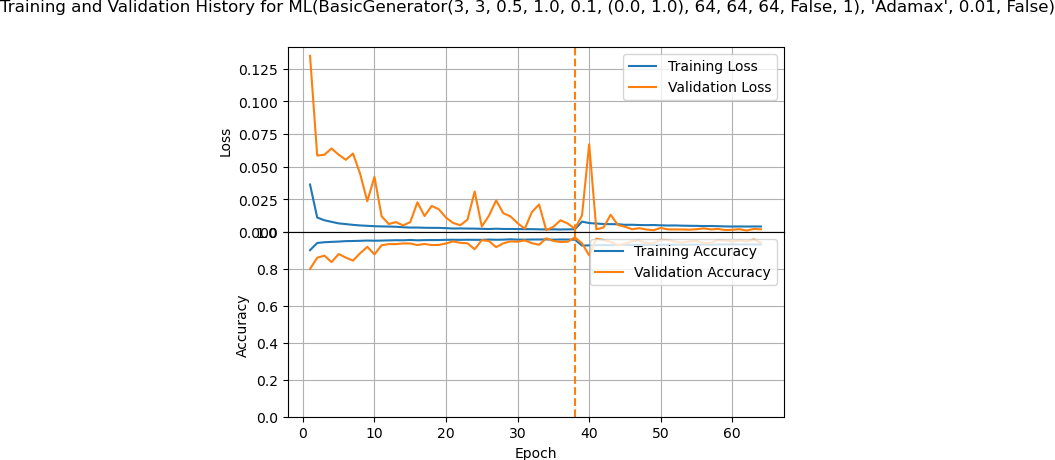 Training and Validation History for ML(BasicGenerator(3, 3, 0.5, 1.0, 0.1, (0.0, 1.0), 64, 64, 64, False, 1), 'Adamax', 0.01, False)
Training Loss
Validation Loss
0.125
0.100
0.075
0.050
0.025
0.000
Loss
1.0
0.8
0.6
0.4
0.2
0.0
Accuracy
Training Accuracy
Validation Accuracy
0 10 20 30 40 50 60
Epoch